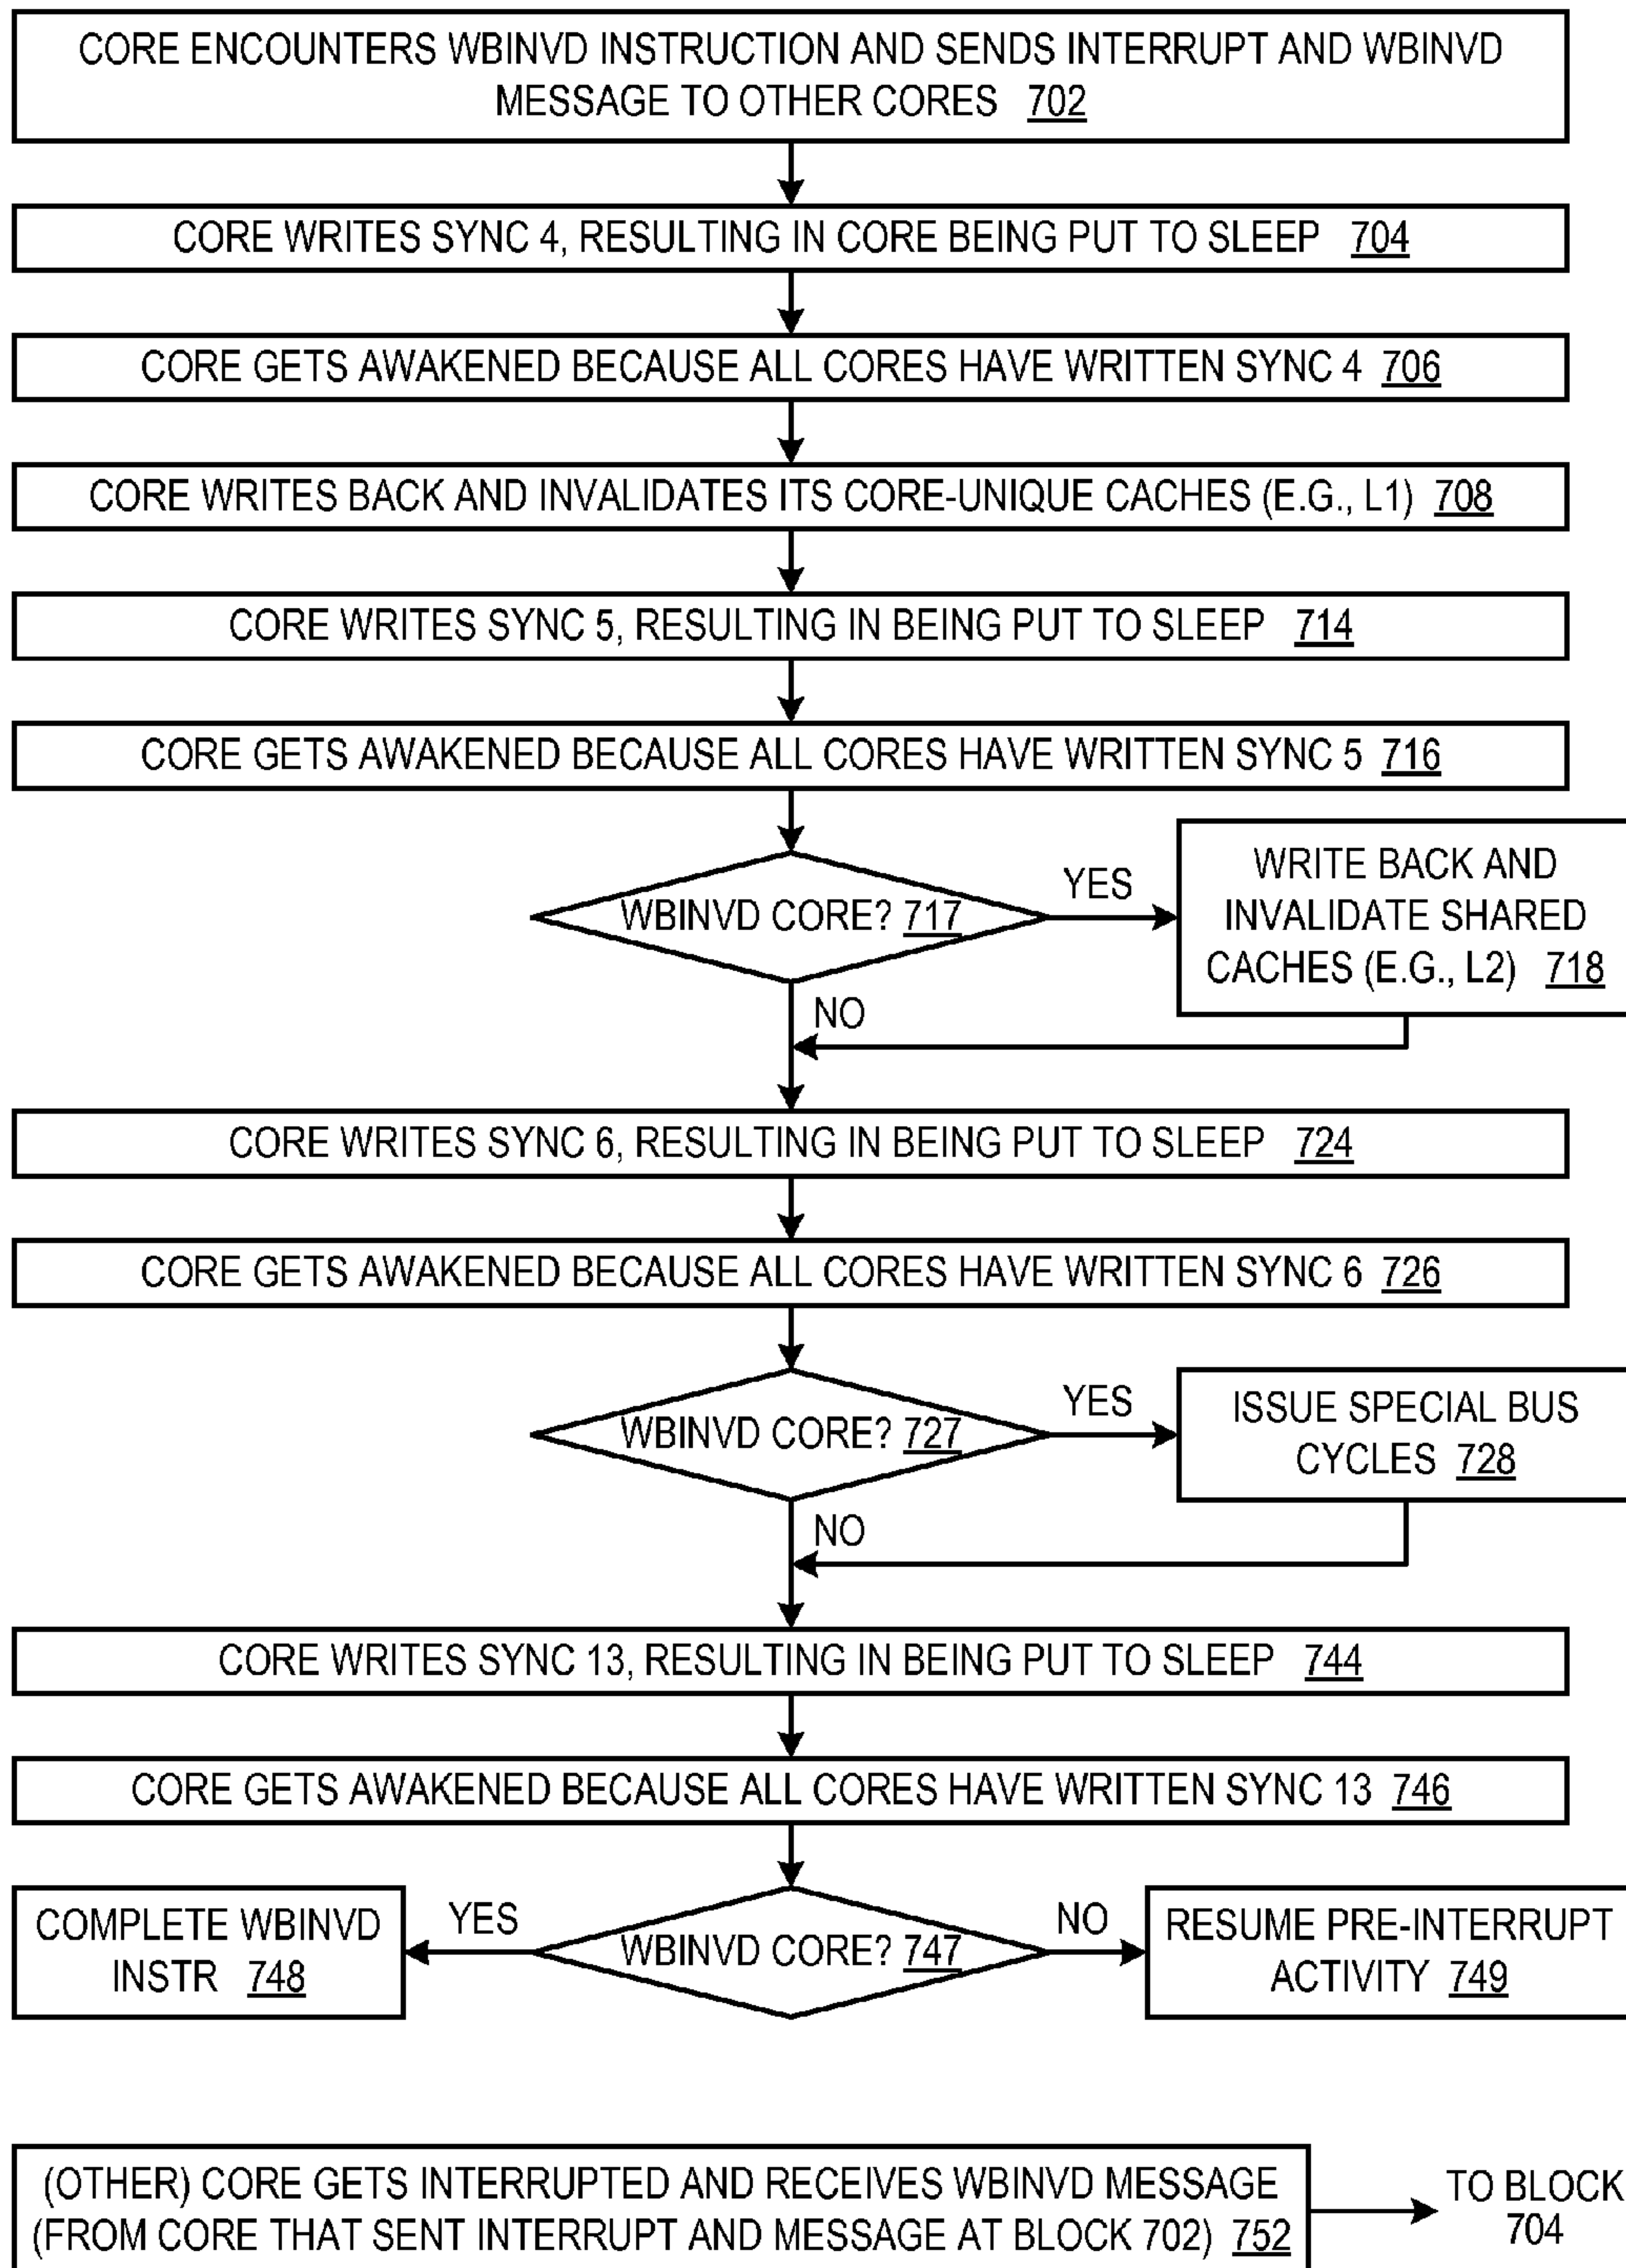 CORE ENCOUNTERS WBINVD INSTRUCTION AND SENDS INTERRUPT AND WBINVD
MESSAGE TO OTHER CORES 702
CORE WRITES SYNC 4, RESULTING IN CORE BEING PUT TO SLEEP 704
CORE GETS AWAKENED BECAUSE ALL CORES HAVE WRITTEN SYNC 4 706
CORE WRITES BACK AND INVALIDATES ITS CORE-UNIQUE CACHES (E.G., L1) 708
CORE WRITES SYNC 5, RESULTING IN BEING PUT TO SLEEP 714
CORE GETS AWAKENED BECAUSE ALL CORES HAVE WRITTEN SYNC 5 716
WBINVD CORE? 717
YES
WRITE BACK AND
INVALIDATE SHARED
CACHES (E.G., L2) 718
NO
CORE WRITES SYNC 6, RESULTING IN BEING PUT TO SLEEP 724
CORE GETS AWAKENED BECAUSE ALL CORES HAVE WRITTEN SYNC 6 726
WBINVD CORE? 727
YES
ISSUE SPECIAL BUS
CYCLES 728
NO
CORE WRITES SYNC 13, RESULTING IN BEING PUT TO SLEEP 744
CORE GETS AWAKENED BECAUSE ALL CORES HAVE WRITTEN SYNC 13 746
COMPLETE WBINVD
INSTR 748
YES
WBINVD CORE? 747
NO
RESUME PRE-INTERRUPT
ACTIVITY 749
(OTHER) CORE GETS INTERRUPTED AND RECEIVES WBINVD MESSAGE
(FROM CORE THAT SENT INTERRUPT AND MESSAGE AT BLOCK 702) 752
TO BLOCK
704